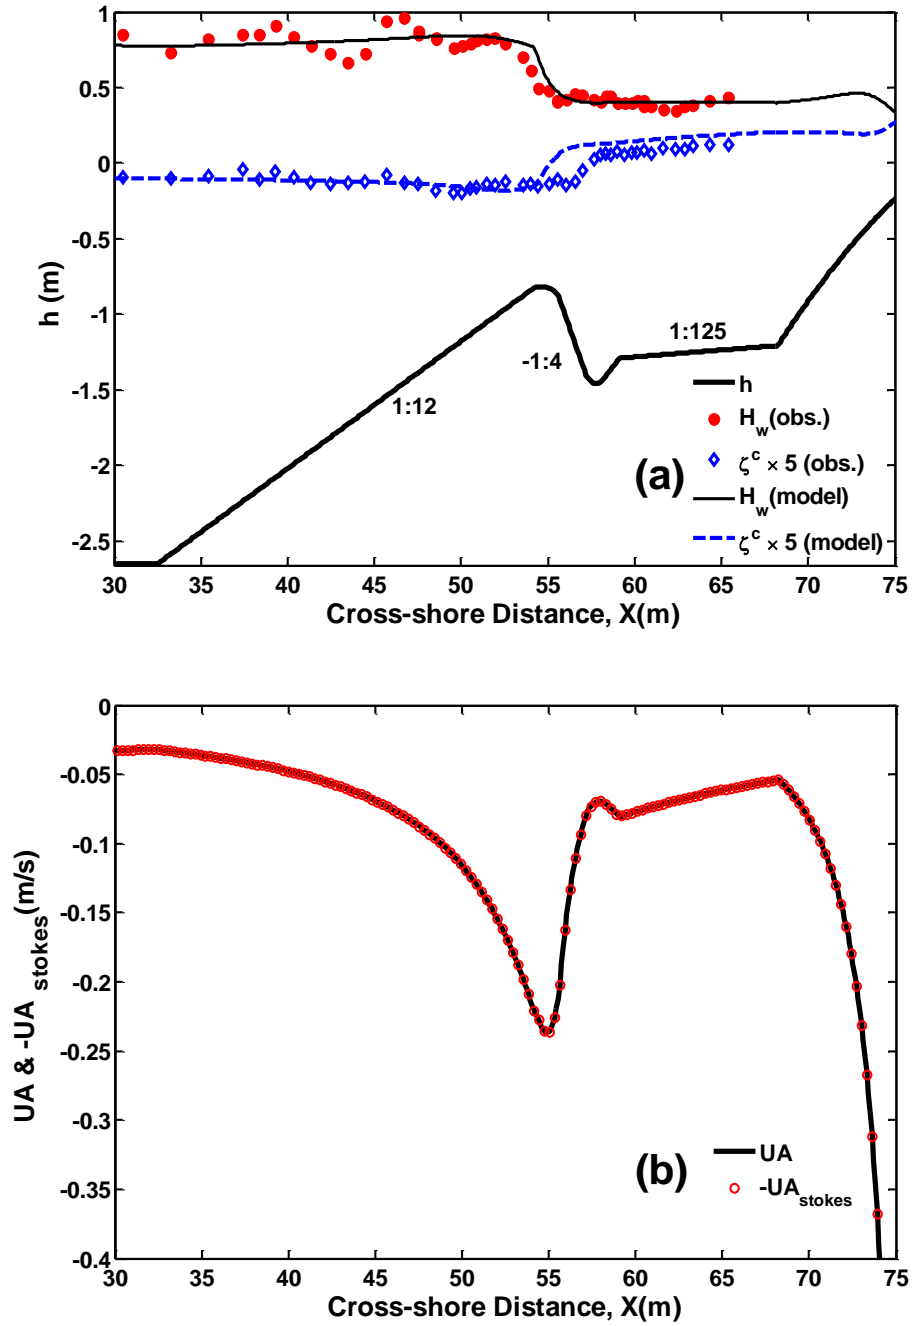 1
0.5
0
-0.5
-1
-1.5
-2
-2.5
h (m)
1:12
-1:4
1:125
h
H_w(obs.)
ζ^c × 5 (obs.)
H_w(model)
ζ^c × 5 (model)
(a)
30 35 40 45 50 55 60 65 70 75
Cross-shore Distance, X(m)
0
-0.05
-0.1
-0.15
-0.2
-0.25
-0.3
-0.35
-0.4
UA & -UA_stokes(m/s)
(b)
UA
-UA_stokes
30 35 40 45 50 55 60 65 70 75
Cross-shore Distance, X(m)